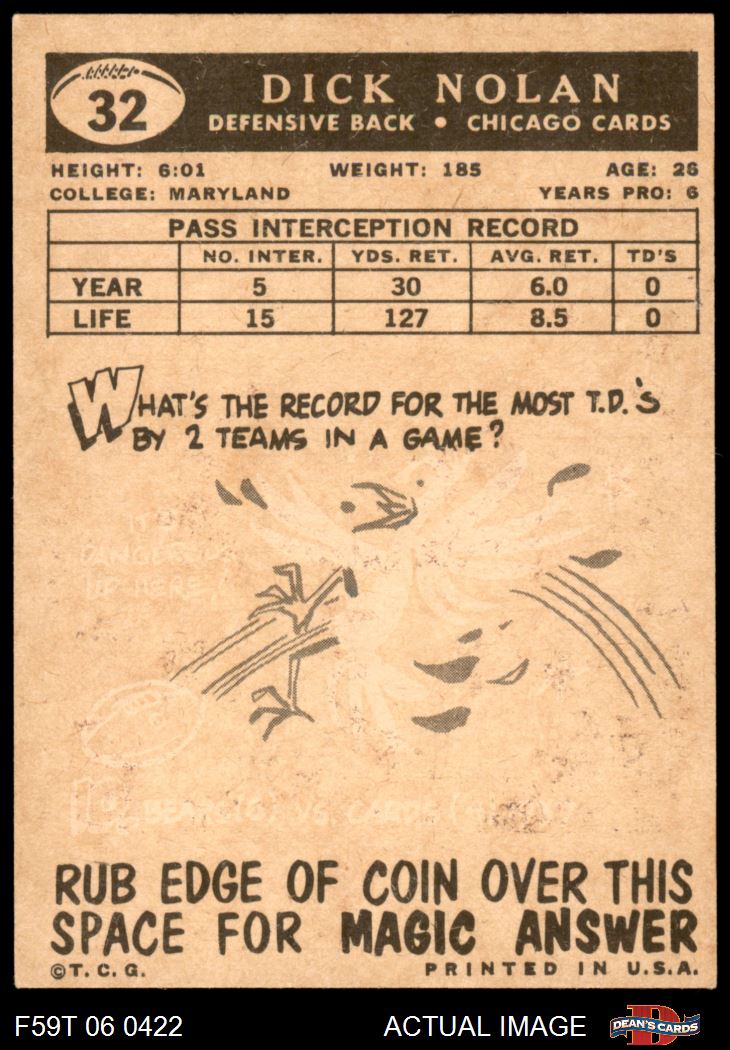 32
DICK NOLAN
DEFENSIVE BACK • CHICAGO CARDS
HEIGHT: 6:01 WEIGHT: 185 AGE: 26
COLLEGE: MARYLAND YEARS PRO: 6
PASS INTERCEPTION RECORD
NO. INTER. YDS. RET. AVG. RET. TD'S
YEAR 5 30 6.0 0
LIFE 15 127 8.5 0
WHAT'S THE RECORD FOR THE MOST T.D.'S
BY 2 TEAMS IN A GAME?
RUB EDGE OF COIN OVER THIS
SPACE FOR MAGIC ANSWER
©T.C.G. PRINTED IN U.S.A.
F59T 06 0422 ACTUAL IMAGE DEAN'S CARDS